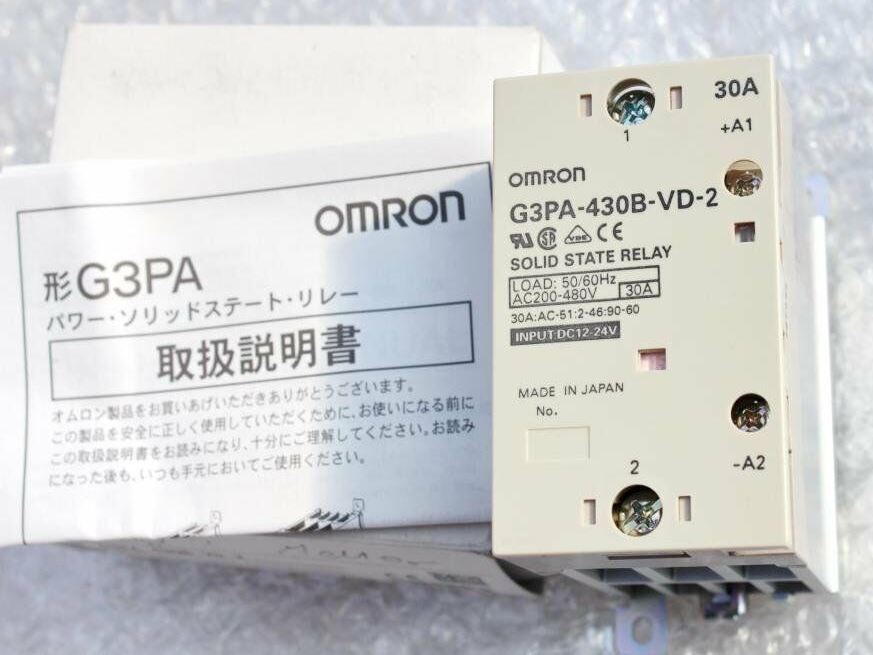 OMRON
形G3PA
パワー・ソリッドステート・リレー
取扱説明書
オムロン製品をお買いあげいただきありがとうございます。
この製品を安全に正しく使用していただくために、お使いになる前に
この取扱説明書をお読みになり、十分にご理解してください。お読み
になった後も、いつも手元においてご使用ください。
30A
1
+A1
OMRON
G3PA-430B-VD-2
VDE CE
SOLID STATE RELAY
LOAD: 50/60Hz
AC200-480V 30A
30A:AC-51:2-46:90-60
INPUT:DC12-24V
MADE IN JAPAN
No.
2
-A2